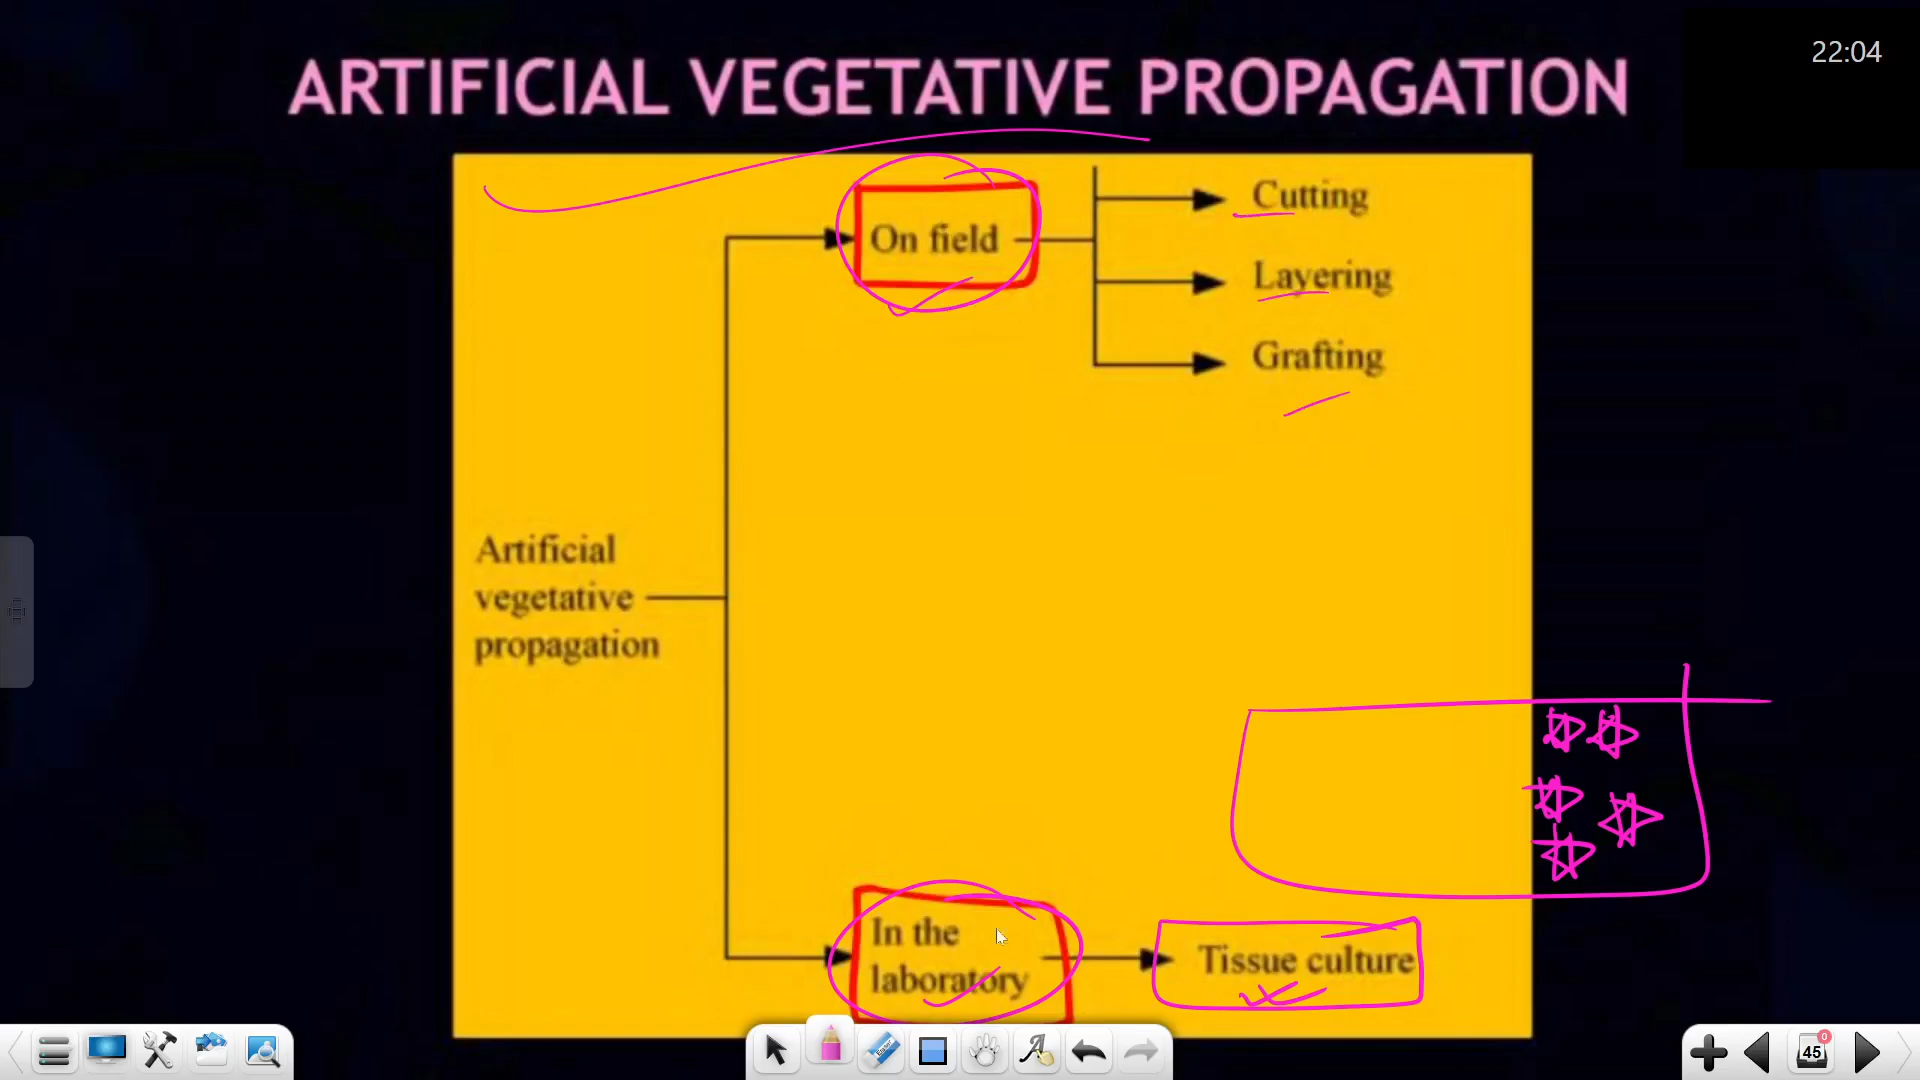 22:04
ARTIFICIAL VEGETATIVE PROPAGATION
Cutting
On field
Layering
Grafting
Artificial
vegetative
propagation
In the
laboratory
Tissue culture
45
0